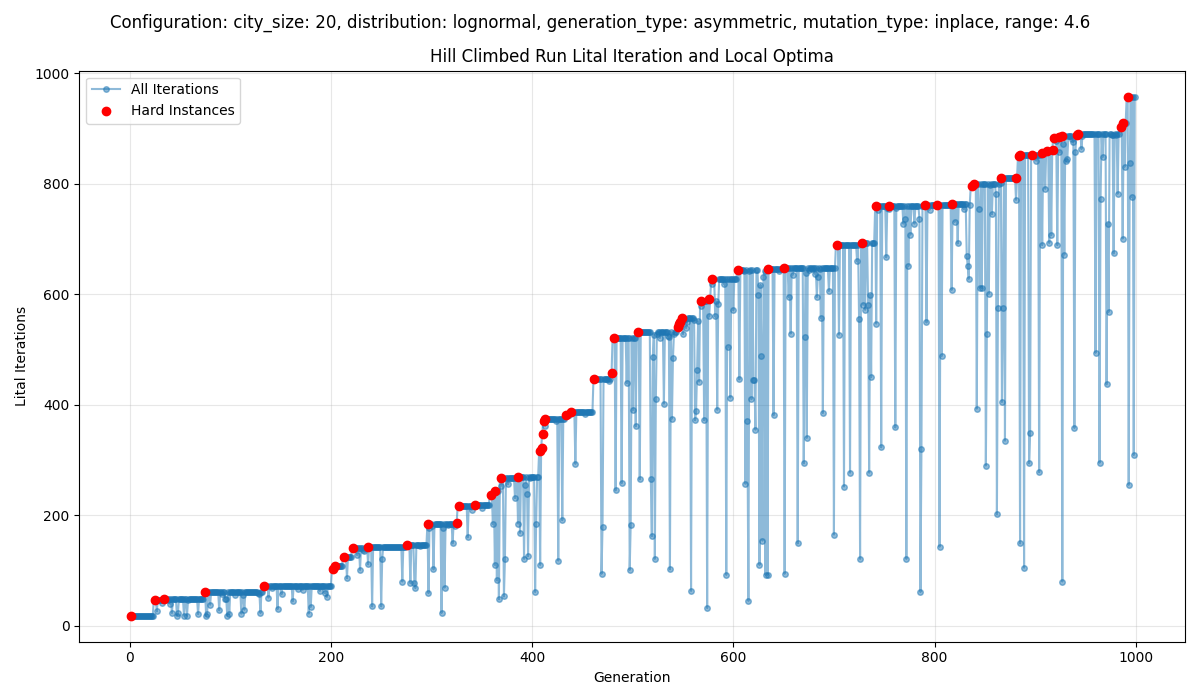 Configuration: city_size: 20, distribution: lognormal, generation_type: asymmetric, mutation_type: inplace, range: 4.6
Hill Climbed Run Lital Iteration and Local Optima
All Iterations
Hard Instances
Lital Iterations
1000
800
600
400
200
0
0 200 400 600 800 1000
Generation